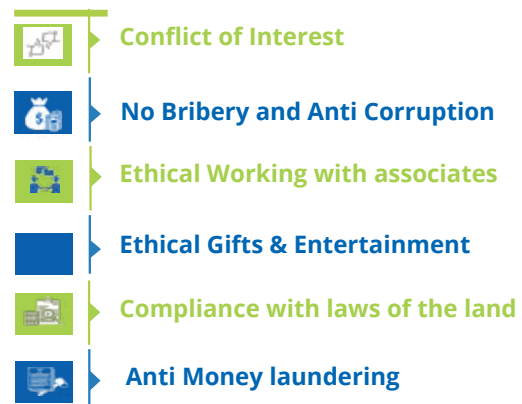 Conflict of Interest
No Bribery and Anti Corruption
Ethical Working with associates
Ethical Gifts & Entertainment
Compliance with laws of the land
Anti Money laundering